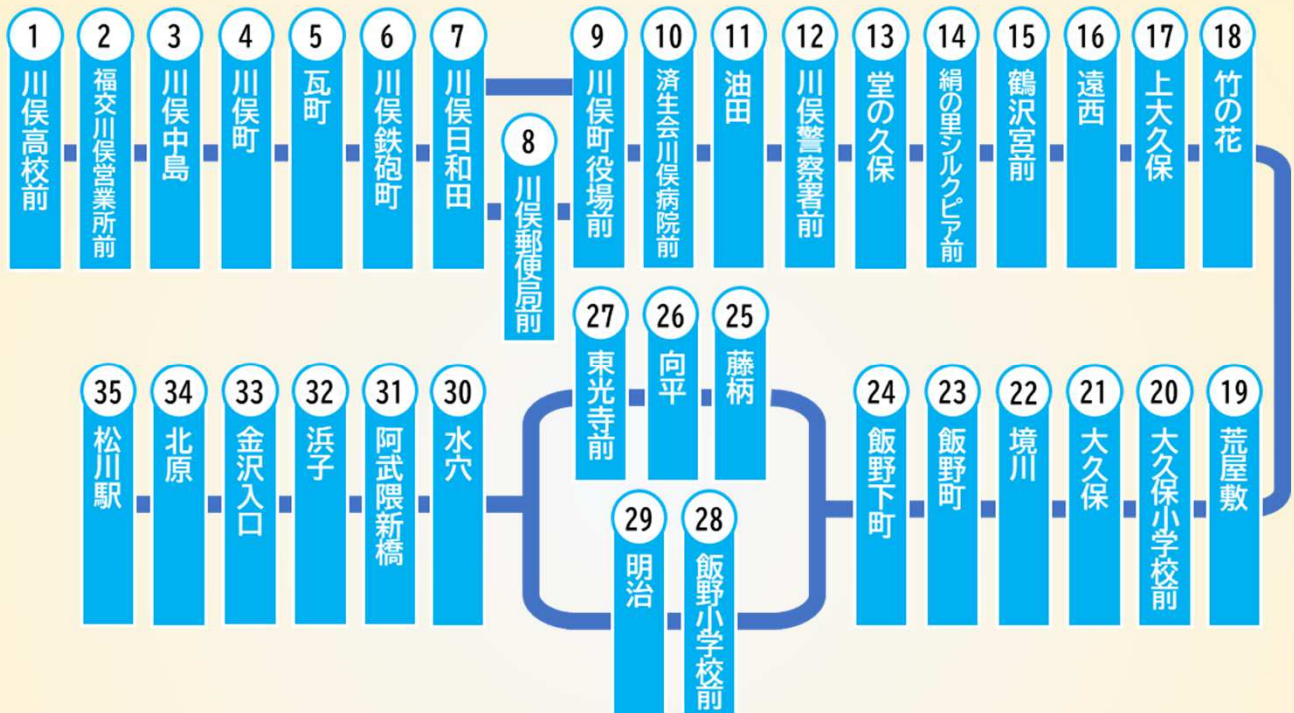 1 川俣高校前
2 福交川俣営業所前
3 川俣中島
4 川俣町
5 瓦町
6 川俣鉄砲町
7 川俣日和田
8 川俣郵便局前
9 川俣町役場前
10 済生会川俣病院前
11 油田
12 川俣警察署前
13 堂の久保
14 絹の里シルクピア前
15 鶴沢宮前
16 遠西
17 上大久保
18 竹の花
19 荒屋敷
20 大久保小学校前
21 大久保
22 境川
23 飯野町
24 飯野下町
25 藤柄
26 向平
27 東光寺前
28 飯野小学校前
29 明治
30 水穴
31 阿武隈新橋
32 浜子
33 金沢入口
34 北原
35 松川駅